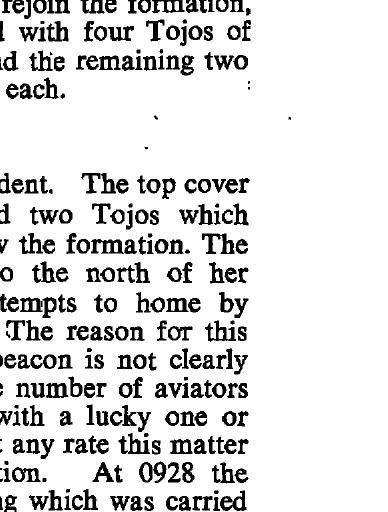 rejoin the formation,
with four Tojos of
the remaining two
each.
dent. The top cover
two Tojos which
the formation. The
the north of her
tempts to home by
The reason for this
beacon is not clearly
number of aviators
with a lucky one or
any rate this matter
tion. At 0928 the
which was carried